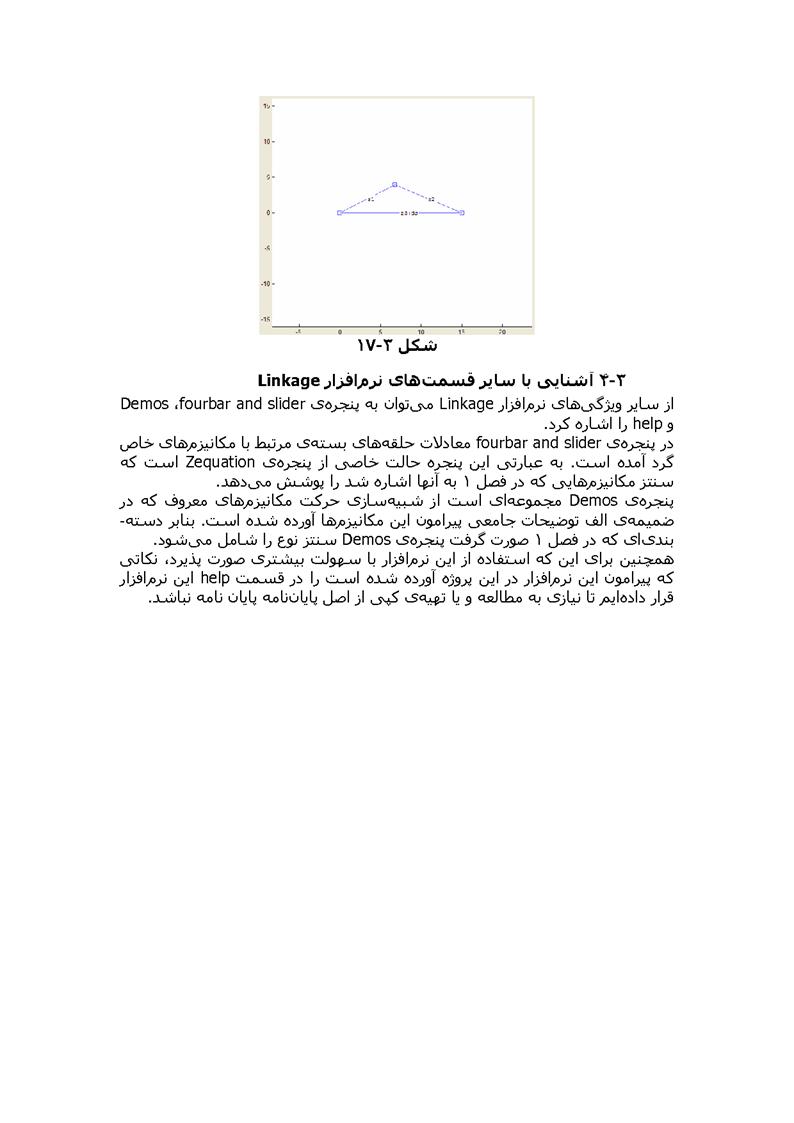 15
10
5
0
-5
-10
-15
-5 0 5 10 15 20
شکل ۳-۱۷
۳-۴ آشنایی با سایر قسمت‌های نرم‌افزار Linkage
از سایر ویژگی‌های نرم‌افزار Linkage می‌توان به پنجره‌ی fourbar and slider، Demos
و help را اشاره کرد.
در پنجره‌ی fourbar and slider معادلات حلقه‌های بسته‌ی مرتبط با مکانیزم‌های خاص
گرد آمده است. به عبارتی این پنجره حالت خاصی از پنجره‌ی Zequation است که
سنتز مکانیزم‌هایی که در فصل ۱ به آنها اشاره شد را پوشش می‌دهد.
پنجره‌ی Demos مجموعه‌ای است از شبیه‌سازی حرکت مکانیزم‌های معروف که در
ضمیمه‌ی الف توضیحات جامعی پیرامون این مکانیزم‌ها آورده شده است. بنابر دسته-
بندی‌ای که در فصل ۱ صورت گرفت پنجره‌ی Demos سنتز نوع را شامل می‌شود.
همچنین برای این که استفاده از این نرم‌افزار با سهولت بیشتری صورت پذیرد، نکاتی
که پیرامون این نرم‌افزار در این پروژه آورده شده است را در قسمت help این نرم‌افزار
قرار داده‌ایم تا نیازی به مطالعه و یا تهیه‌ی کپی از اصل پایان‌نامه پایان نامه نباشد.